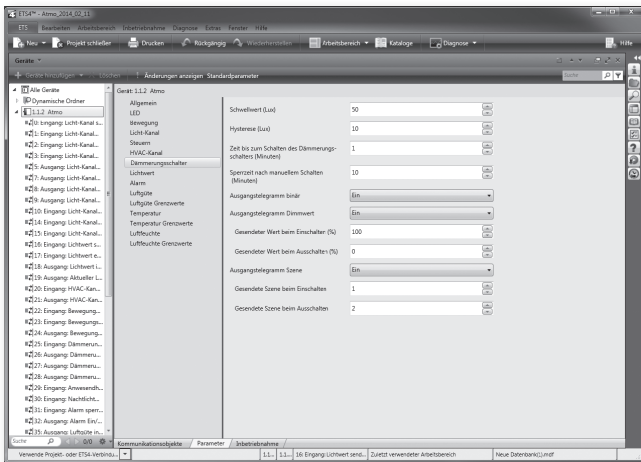 ETS4™ - Atmo_2014_02_11
ETS Bearbeiten Arbeitsbereich Inbetriebnahme Diagnose Extras Fenster Hilfe
Neu Projekt schließen Drucken Rückgängig Wiederherstellen Arbeitsbereich Kataloge Diagnose Hilfe
Geräte
Geräte hinzufügen Löschen Änderungen anzeigen Standardparameter Suche
Alle Geräte
Dynamische Ordner
1.1.2 Atmo
0: Eingang: Licht-Kanal s...
1: Eingang: Licht-Kanal...
2: Eingang: Licht-Kanal...
3: Eingang: Licht-Kanal...
5: Ausgang: Licht-Kanal...
7: Ausgang: Licht-Kanal...
8: Ausgang: Licht-Kanal...
9: Ausgang: Licht-Kanal...
10: Eingang: Licht-Kanal...
14: Eingang: Licht-Kanal...
15: Eingang: Licht-Kanal...
16: Eingang: Lichtwert s...
17: Eingang: Lichtwert e...
18: Ausgang: Lichtwert i...
19: Ausgang: Aktueller L...
20: Eingang: HVAC-Kan...
21: Ausgang: HVAC-Kan...
22: Eingang: Bewegung...
23: Eingang: Bewegungs...
24: Ausgang: Bewegung...
25: Eingang: Dämmerun...
26: Ausgang: Dämmeru...
27: Ausgang: Dämmeru...
28: Ausgang: Dämmeru...
29: Eingang: Anwesendh...
30: Eingang: Nachtlicht...
31: Eingang: Alarm sperr...
32: Ausgang: Alarm Ein/...
35: Ausgang: Luftgüte in...
Suche 0/0
Gerät: 1.1.2 Atmo
Allgemein
LED
Bewegung
Licht-Kanal
Steuern
HVAC-Kanal
Dämmerungsschalter
Lichtwert
Alarm
Luftgüte
Luftgüte Grenzwerte
Temperatur
Temperatur Grenzwerte
Luftfeuchte
Luftfeuchte Grenzwerte
Schwellwert (Lux) 50
Hysterese (Lux) 10
Zeit bis zum Schalten des Dämmerungs- 1
schalters (Minuten)
Sperrzeit nach manuellem Schalten 10
(Minuten)
Ausgangstelegramm binär Ein
Ausgangstelegramm Dimmwert Ein
Gesendeter Wert beim Einschalten (%) 100
Gesendeter Wert beim Ausschalten (%) 0
Ausgangstelegramm Szene Ein
Gesendete Szene beim Einschalten 1
Gesendete Szene beim Ausschalten 2
Kommunikationsobjekte Parameter Inbetriebnahme
Verwende Projekt- oder ETS4-Verbindu... 1.1... 1.1... 16: Eingang: Lichtwert send... Zuletzt verwendeter Arbeitsbereich Neue Datenbank(1).mdf